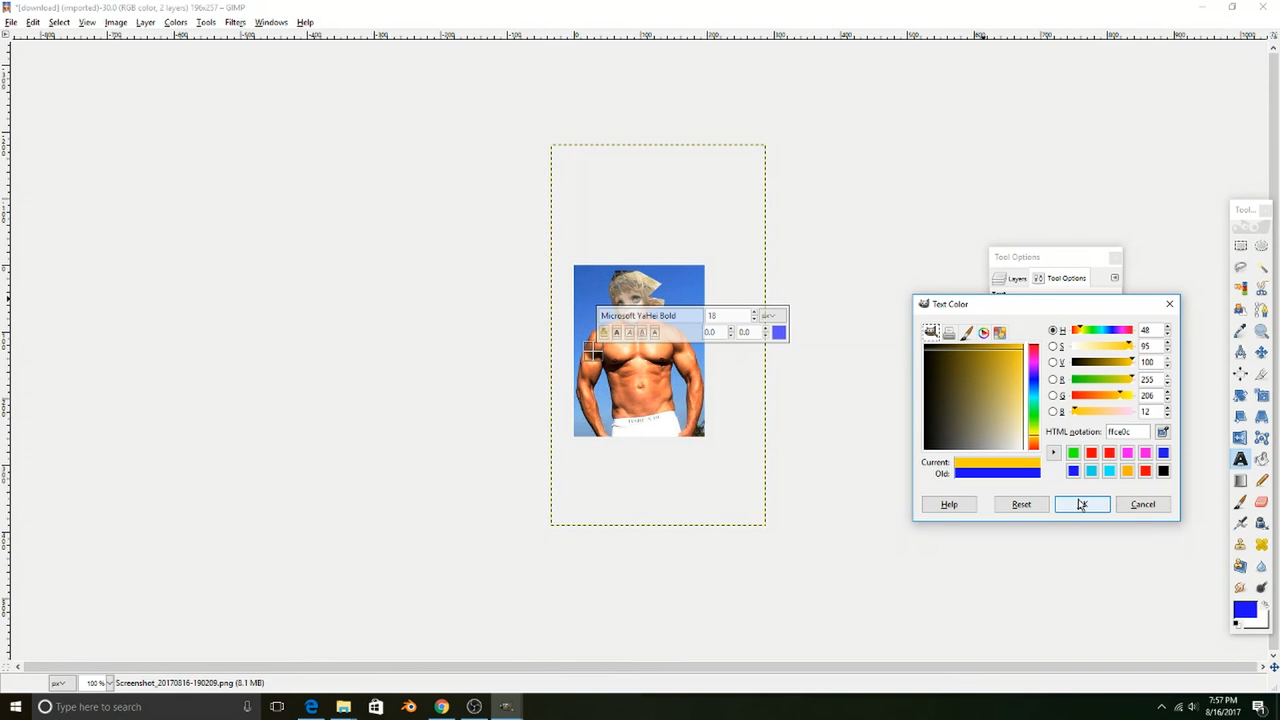 *[download] (imported)-30.0 (RGB color, 2 layers) 196x257 – GIMP
File Edit Select View Image Layer Colors Tools Filters Windows Help
Tool...
Tool Options
Layers Tool Options
Text Color
Microsoft YaHei Bold 18 px
0.0 0.0
H 48
S 95
V 100
R 255
G 206
B 12
HTML notation: ffce0c
Current:
Old:
Help Reset Cancel
px 100 % Screenshot_20170816-190209.png (8.1 MB)
Type here to search
7:57 PM
8/16/2017